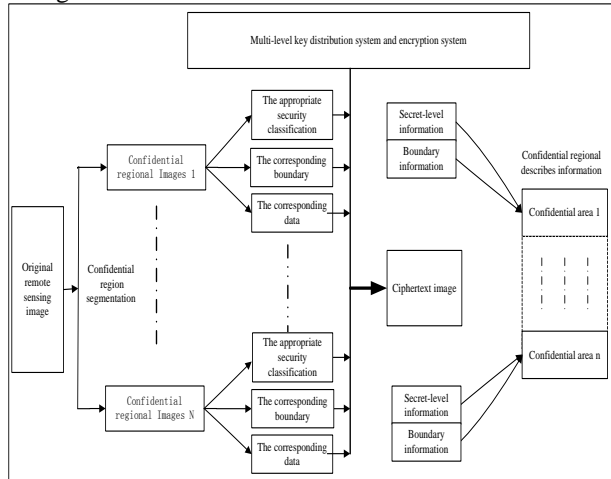 Multi-level key distribution system and encryption system
The appropriate
security
classification
The corresponding
boundary
The corresponding
data
Confidential
regional Images 1
Original
remote
sensing
image
Confidential
region
segmentation
The appropriate
security
classification
The corresponding
boundary
The corresponding
data
Confidential
regional Images N
Ciphertext image
Secret-level
information
Boundary
information
Confidential regional
describes information
Confidential area 1
Confidential area n
Secret-level
information
Boundary
information